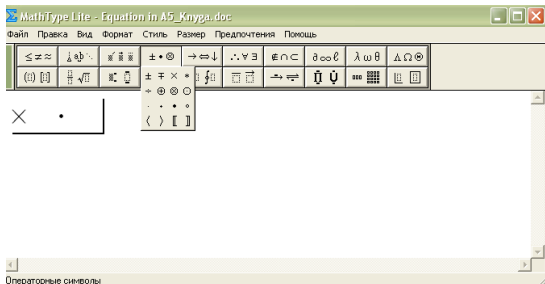 MathType Lite - Equation in A5_Knyga.doc
Файл Правка Вид Формат Стиль Размер Предпочтения Помощь
≤ ≠ ≈ ± • ⊗ → ⇔ ↓ ∴ ∀ ∃ ∉ ∩ ⊂ ∂ ∞ ℓ λ ω θ Λ Ω ⊛
± ∓ × *
÷ ⊕ ⊗ ○
⟨ ⟩ ⟦ ⟧
× •
Операторные символы